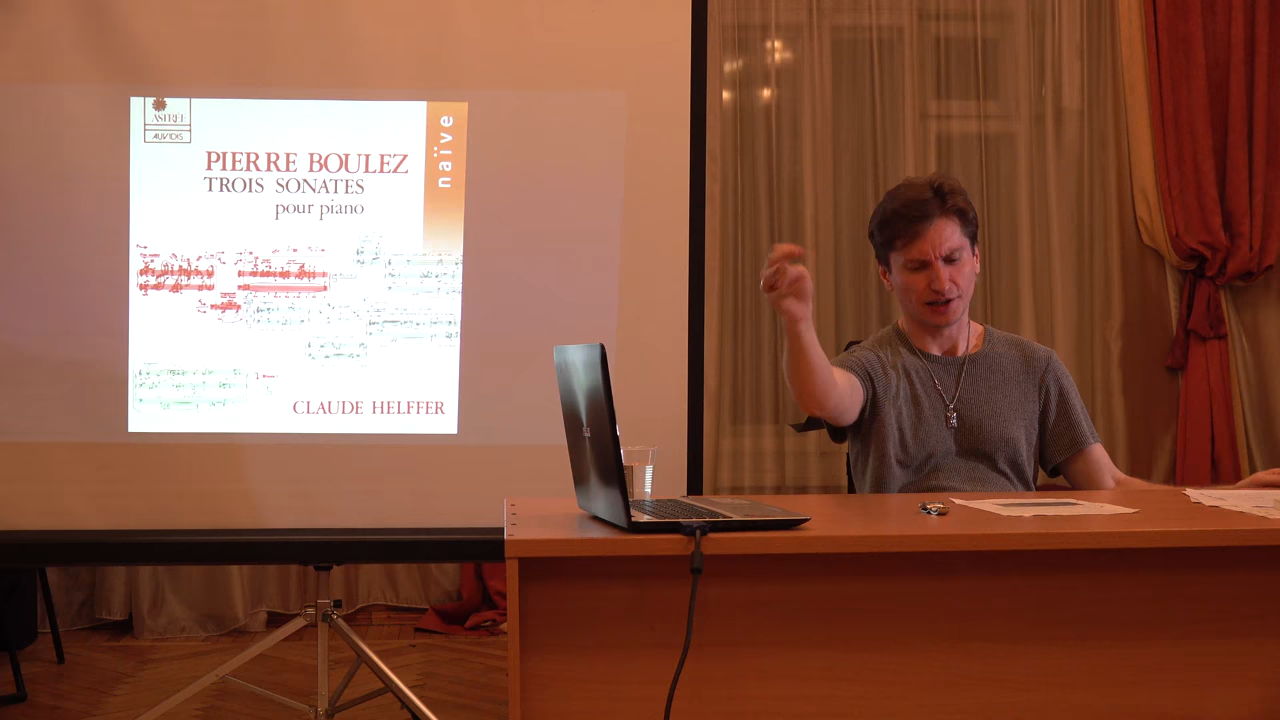 ASTRÉE
AUVIDIS
naïve
PIERRE BOULEZ
TROIS SONATES
pour piano
CLAUDE HELFFER